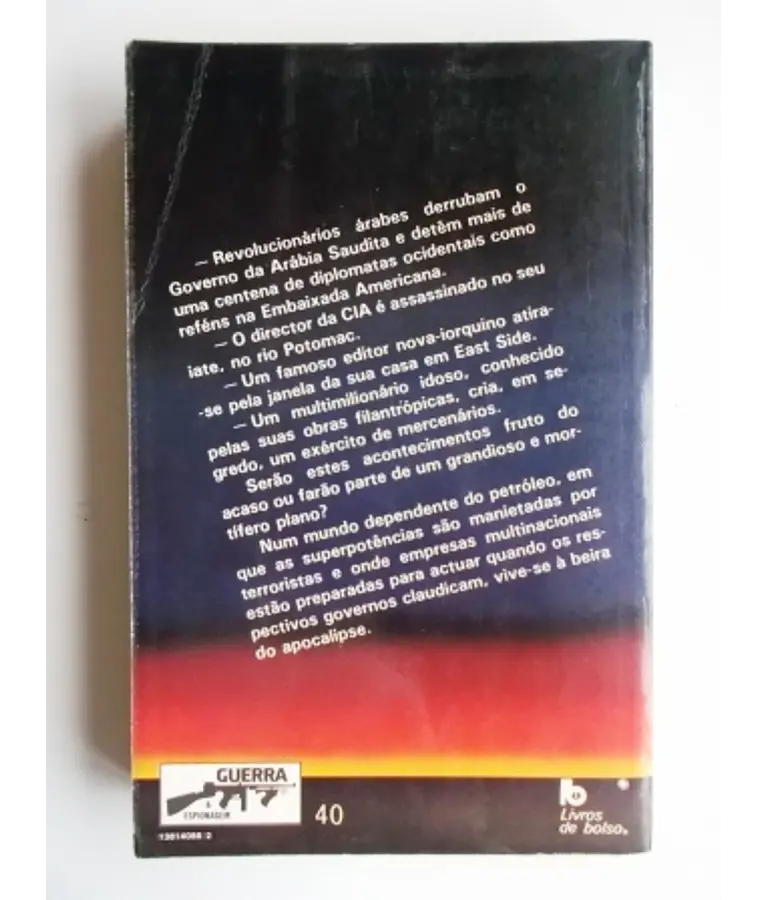 — Revolucionários árabes derrubam o
Governo da Arábia Saudita e detêm mais de
uma centena de diplomatas ocidentais como
reféns na Embaixada Americana.
— O director da CIA é assassinado no seu
iate, no rio Potomac.
— Um famoso editor nova-iorquino atira-
-se pela janela da sua casa em East Side.
— Um multimilionário idoso, conhecido
pelas suas obras filantrópicas, cria, em se-
gredo, um exército de mercenários.
Serão estes acontecimentos fruto do
acaso ou farão parte de um grandioso e mor-
tífero plano?
Num mundo dependente do petróleo, em
que as superpotências são manietadas por
terroristas e onde empresas multinacionais
estão preparadas para actuar quando os res-
pectivos governos claudicam, vive-se à beira
do apocalipse.
GUERRA
&
ESPIONAGEM
40
Livros
de bolso